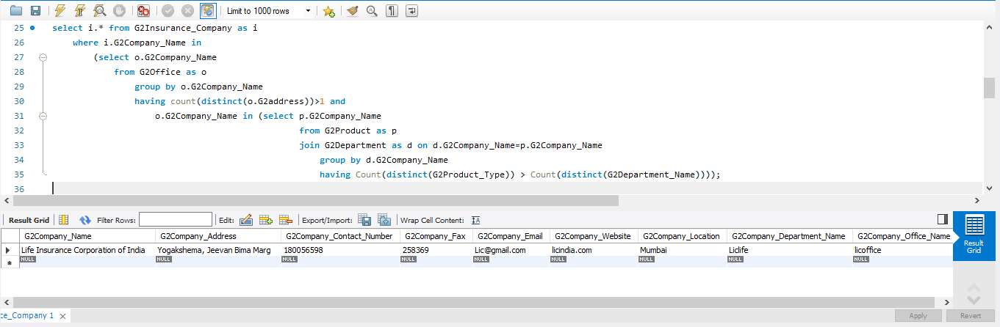 Limit to 1000 rows
25 select i.* from G2Insurance_Company as i
26 where i.G2Company_Name in
27 (select o.G2Company_Name
28 from G2Office as o
29 group by o.G2Company_Name
30 having count(distinct(o.G2address))>1 and
31 o.G2Company_Name in (select p.G2Company_Name
32 from G2Product as p
33 join G2Department as d on d.G2Company_Name=p.G2Company_Name
34 group by d.G2Company_Name
35 having Count(distinct(G2Product_Type)) > Count(distinct(G2Department_Name))));
36
Result Grid Filter Rows: Edit: Export/Import: Wrap Cell Content: IA
G2Company_Name G2Company_Address G2Company_Contact_Number G2Company_Fax G2Company_Email G2Company_Website G2Company_Location G2Company_Department_Name G2Company_Office_Name
Life Insurance Corporation of India Yogakshema, Jeevan Bima Marg 180056598 258369 Lic@gmail.com licindia.com Mumbai Liclife licoffice
NULL NULL NULL NULL NULL NULL NULL NULL NULL
Result
Grid
ce_Company 1 Apply Revert